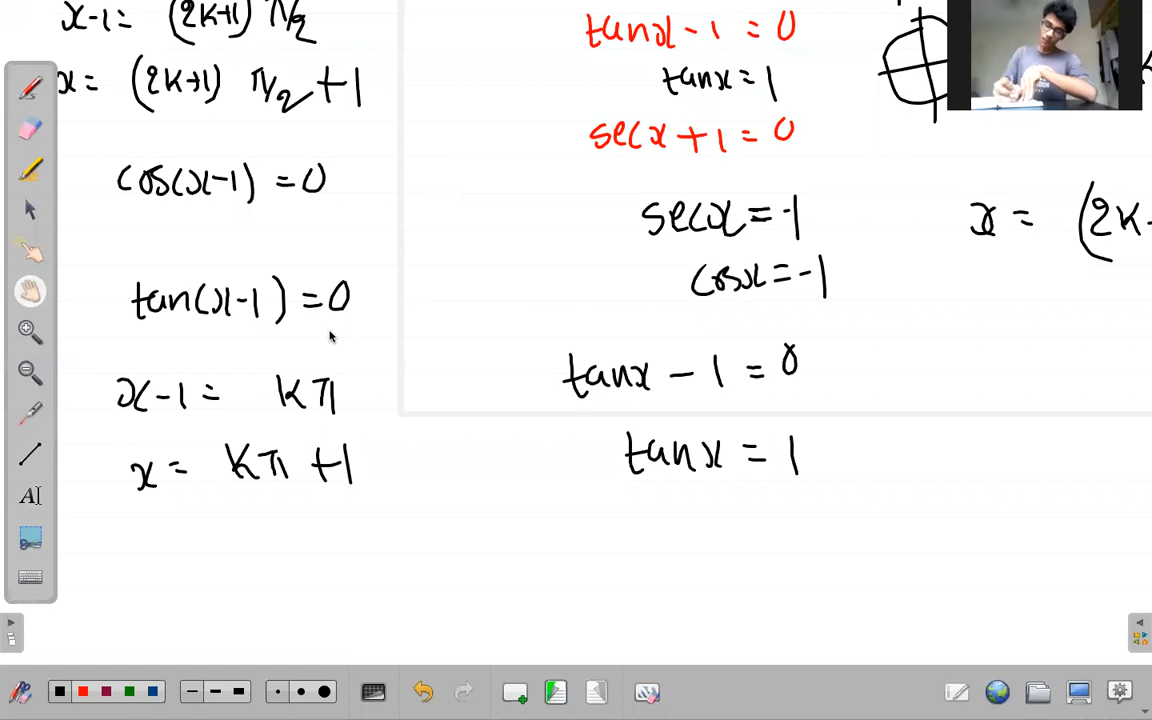 x-1 = (2k+1) π/2
x = (2k+1) π/2 +1
cos(x-1) = 0
tan(x-1) = 0
x-1 = kπ
x = kπ +1
tanx - 1 = 0
tanx = 1
secx + 1 = 0
secx = -1
cosx = -1
tanx - 1 = 0
tanx = 1
x = (2k